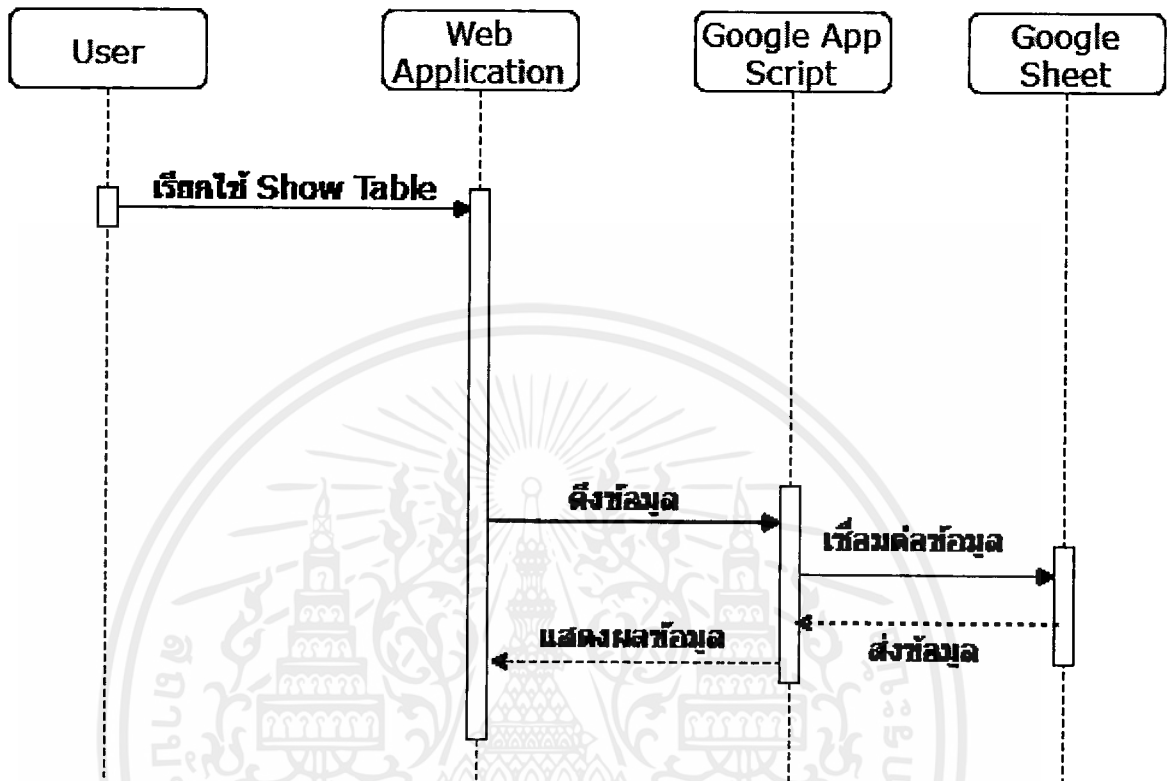 User
Web
Application
Google App
Script
Google
Sheet
เรียกใช้ Show Table
ดึงข้อมูล
เชื่อมต่อข้อมูล
ส่งข้อมูล
แสดงผลข้อมูล